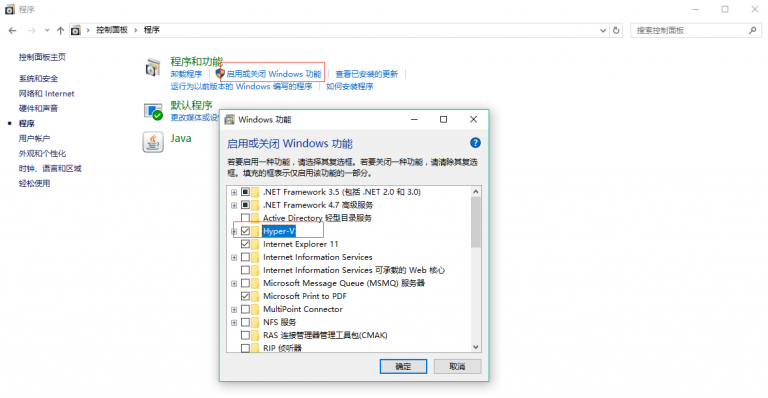 程序
控制面板 > 程序
搜索控制面板
控制面板主页
系统和安全
网络和 Internet
硬件和声音
程序
用户帐户
外观和个性化
时钟、语言和区域
轻松使用
程序和功能
卸载程序 启用或关闭 Windows 功能 查看已安装的更新
运行为以前版本的 Windows 编写的程序 如何安装程序
默认程序
更改媒体或设
Java
Windows 功能
启用或关闭 Windows 功能
若要启用一种功能，请选择其复选框。若要关闭一种功能，请清除其复选
框。填充的框表示仅启用该功能的一部分。
.NET Framework 3.5 (包括 .NET 2.0 和 3.0)
.NET Framework 4.7 高级服务
Active Directory 轻型目录服务
Hyper-V
Internet Explorer 11
Internet Information Services
Internet Information Services 可承载的 Web 核心
Microsoft Message Queue (MSMQ) 服务器
Microsoft Print to PDF
MultiPoint Connector
NFS 服务
RAS 连接管理器管理工具包(CMAK)
RIP 侦听器
确定
取消